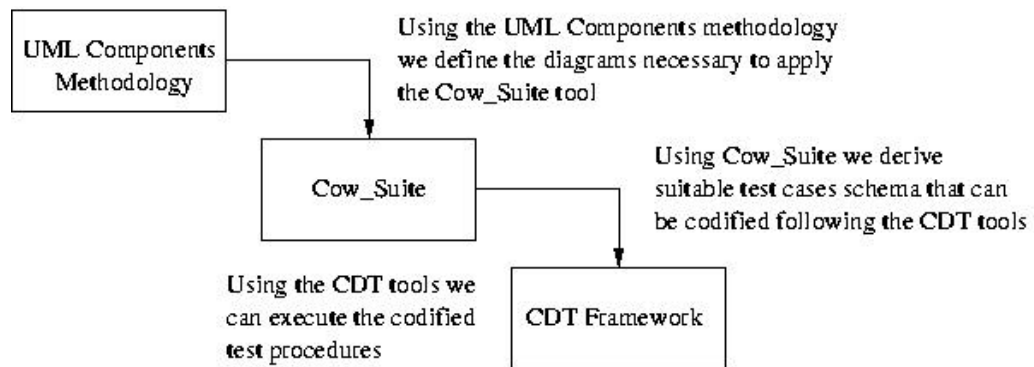 UML Components
Methodology
Using the UML Components methodology
we define the diagrams necessary to apply
the Cow_Suite tool
Cow_Suite
Using Cow_Suite we derive
suitable test cases schema that can
be codified following the CDT tools
Using the CDT tools we
can execute the codified
test procedures
CDT Framework